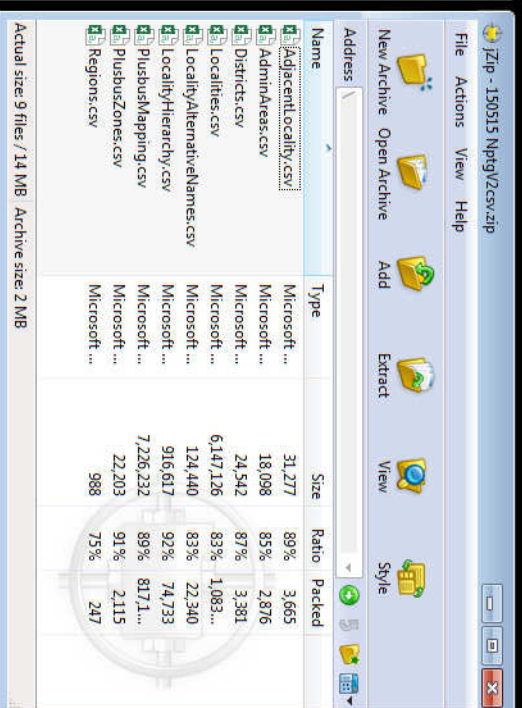 jZip - 150515 NptgV2csv.zip
File Actions View Help
New Archive Open Archive Add Extract View Style
Address \
Name Type Size Ratio Packed
AdjacentLocality.csv Microsoft ... 31,277 89% 3,665
AdminAreas.csv Microsoft ... 18,098 85% 2,876
Districts.csv Microsoft ... 24,542 87% 3,381
Localities.csv Microsoft ... 6,147,126 83% 1,083...
LocalityAlternativeNames.csv Microsoft ... 124,440 83% 22,340
LocalityHierarchy.csv Microsoft ... 916,617 92% 74,733
PlusbusMapping.csv Microsoft ... 7,226,232 89% 817,1...
PlusbusZones.csv Microsoft ... 22,203 91% 2,115
Regions.csv Microsoft ... 988 75% 247
Actual size: 9 files / 14 MB Archive size: 2 MB